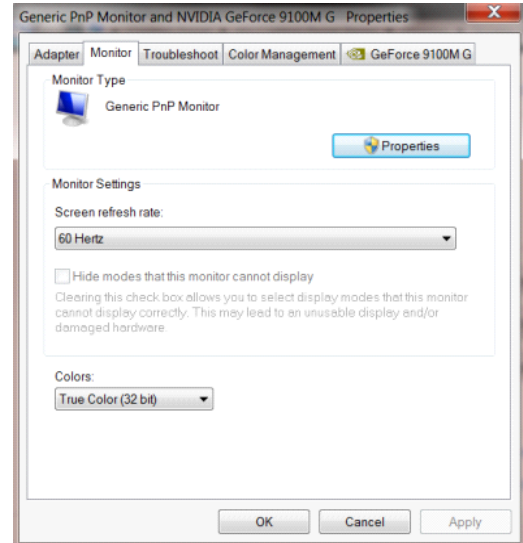 Generic PnP Monitor and NVIDIA GeForce 9100M G Properties
Adapter Monitor Troubleshoot Color Management GeForce 9100M G
Monitor Type
Generic PnP Monitor
Properties
Monitor Settings
Screen refresh rate:
60 Hertz
Hide modes that this monitor cannot display
Clearing this check box allows you to select display modes that this monitor
cannot display correctly. This may lead to an unusable display and/or
damaged hardware.
Colors:
True Color (32 bit)
OK Cancel Apply